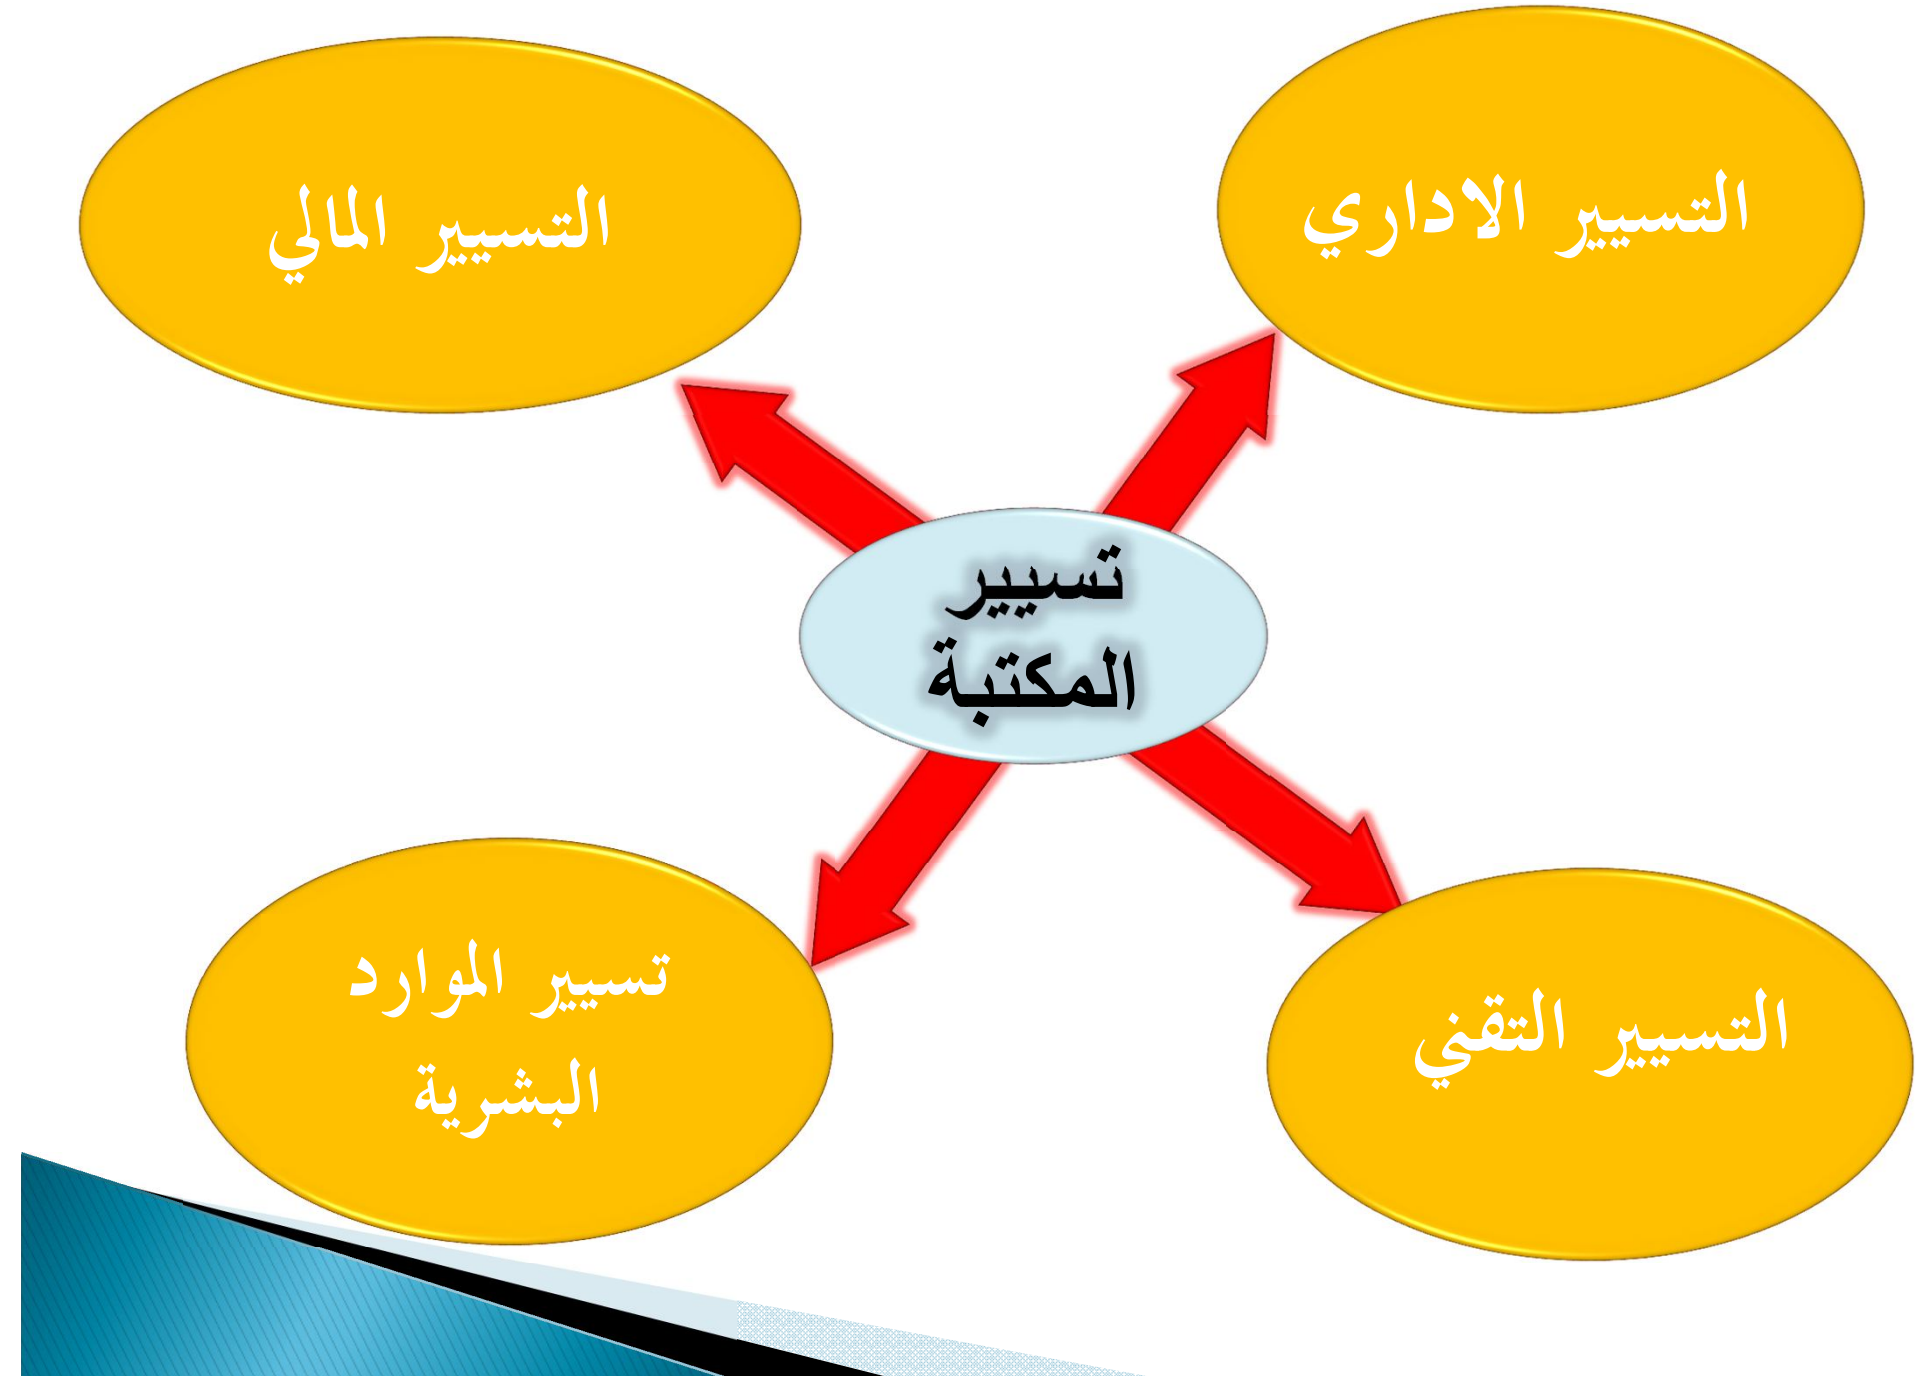 التسيير الاداري
التسيير المالي
تسيير
المكتبة
تسيير الموارد
البشرية
التسيير التقني